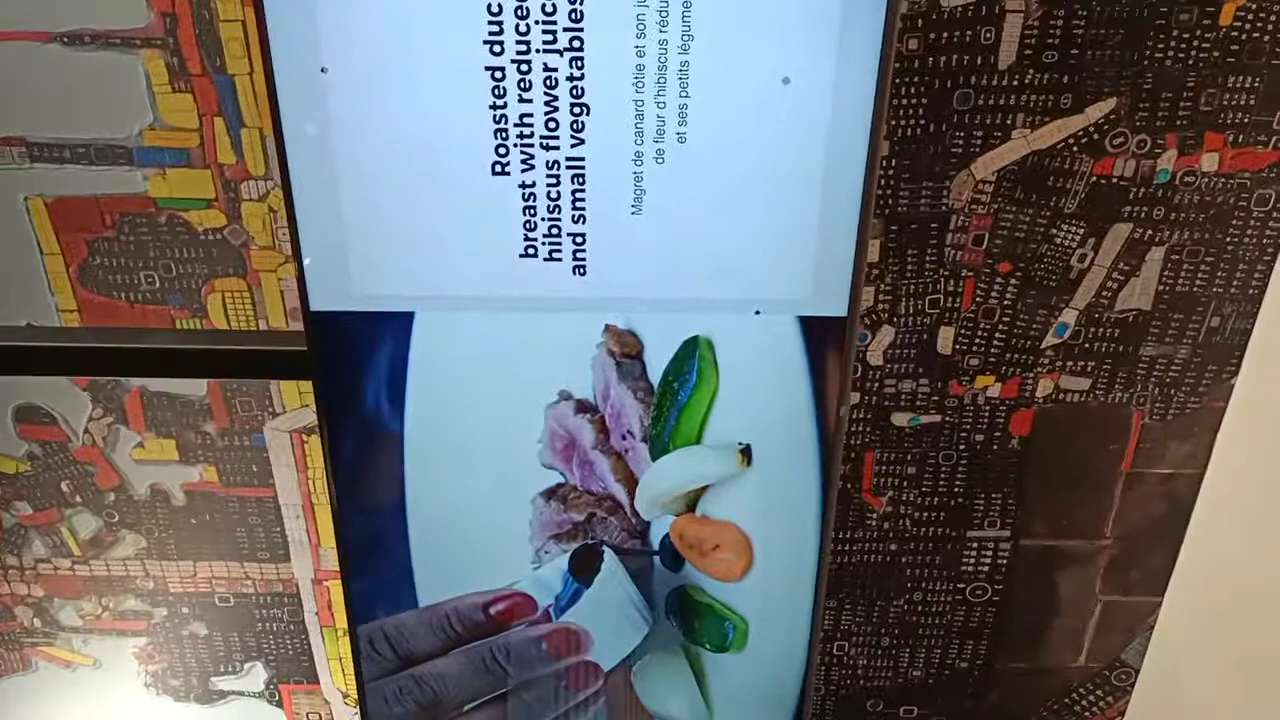 Roasted duc
breast with reduced
hibiscus flower juic
and small vegetables
Magret de canard rôtie et son ju
de fleur d'hibiscus rédu
et ses petits légume